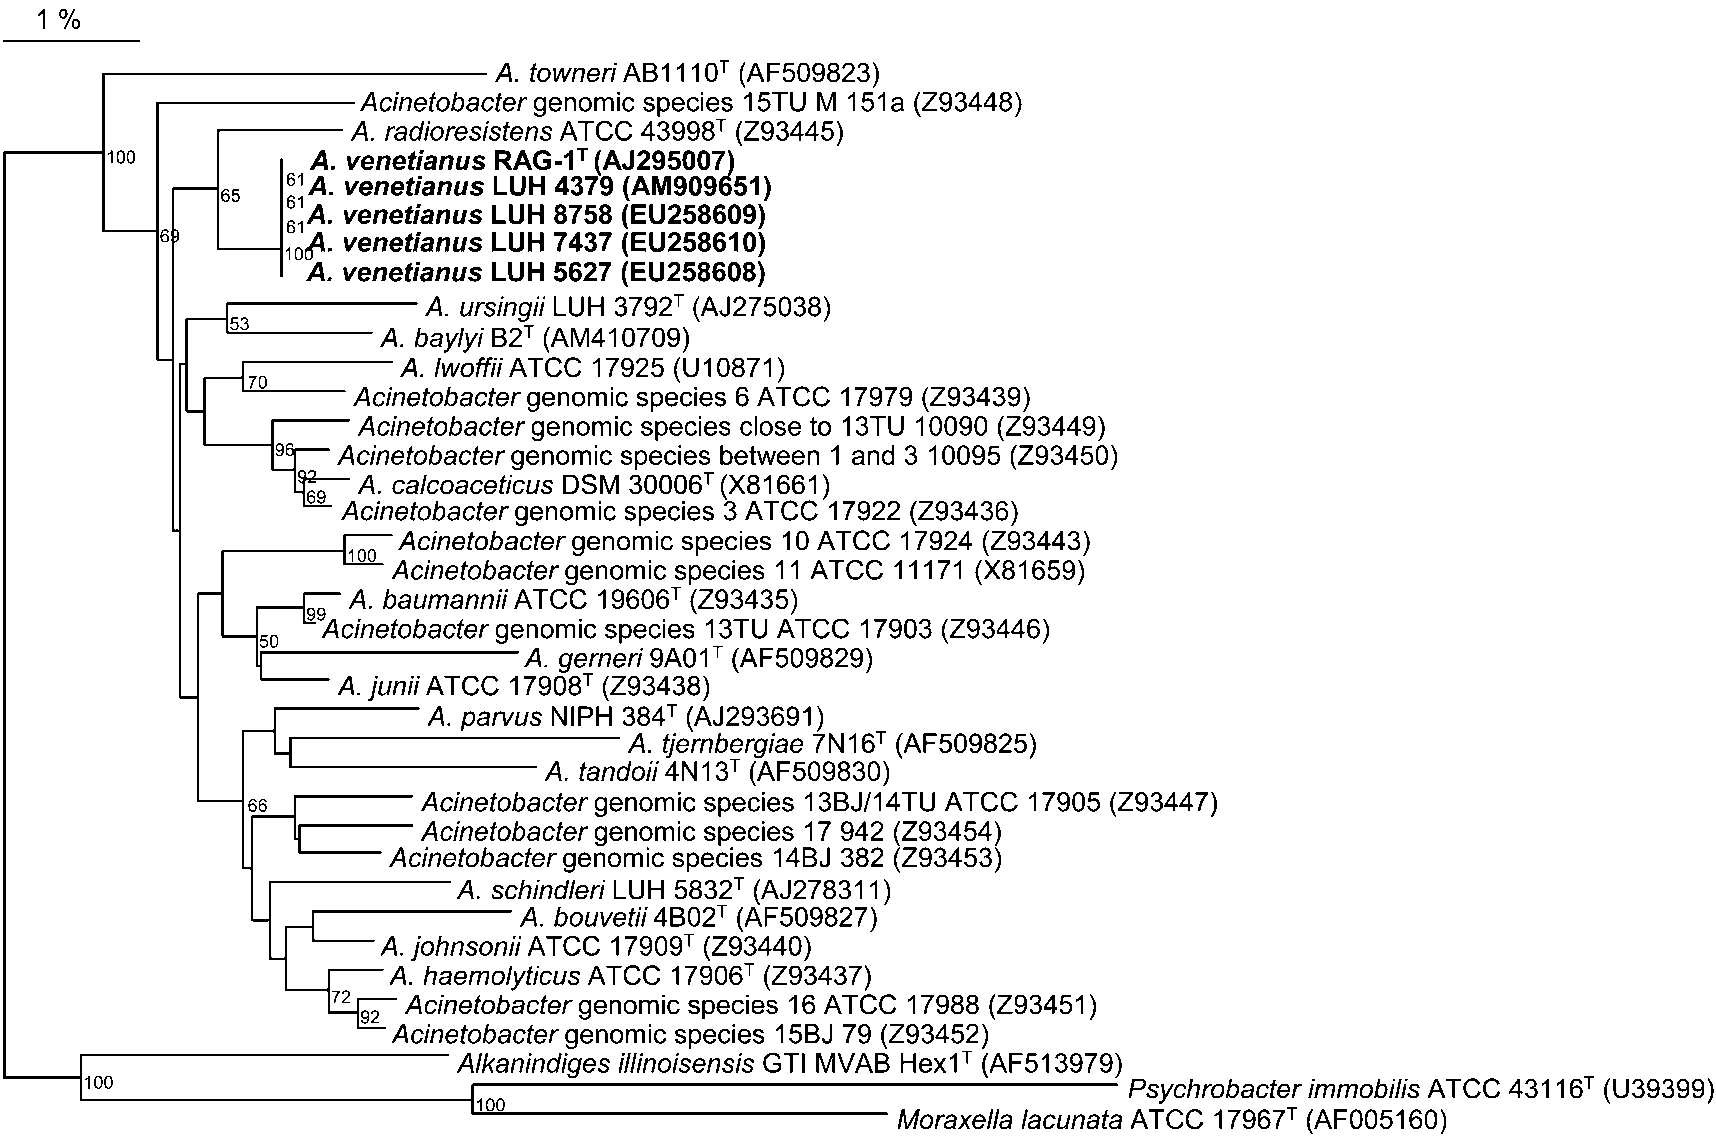 1 %
A. towneri AB1110ᵀ (AF509823)
Acinetobacter genomic species 15TU M 151a (Z93448)
A. radioresistens ATCC 43998ᵀ (Z93445)
100
A. venetianus RAG-1ᵀ (AJ295007)
61
A. venetianus LUH 4379 (AM909651)
65
61
A. venetianus LUH 8758 (EU258609)
61
69
A. venetianus LUH 7437 (EU258610)
100
A. venetianus LUH 5627 (EU258608)
A. ursingii LUH 3792ᵀ (AJ275038)
53
A. baylyi B2ᵀ (AM410709)
A. lwoffii ATCC 17925 (U10871)
70
Acinetobacter genomic species 6 ATCC 17979 (Z93439)
Acinetobacter genomic species close to 13TU 10090 (Z93449)
96
Acinetobacter genomic species between 1 and 3 10095 (Z93450)
92
A. calcoaceticus DSM 30006ᵀ (X81661)
69
Acinetobacter genomic species 3 ATCC 17922 (Z93436)
Acinetobacter genomic species 10 ATCC 17924 (Z93443)
100
Acinetobacter genomic species 11 ATCC 11171 (X81659)
A. baumannii ATCC 19606ᵀ (Z93435)
99
Acinetobacter genomic species 13TU ATCC 17903 (Z93446)
50
A. gerneri 9A01ᵀ (AF509829)
A. junii ATCC 17908ᵀ (Z93438)
A. parvus NIPH 384ᵀ (AJ293691)
A. tjernbergiae 7N16ᵀ (AF509825)
A. tandoii 4N13ᵀ (AF509830)
66
Acinetobacter genomic species 13BJ/14TU ATCC 17905 (Z93447)
Acinetobacter genomic species 17 942 (Z93454)
Acinetobacter genomic species 14BJ 382 (Z93453)
A. schindleri LUH 5832ᵀ (AJ278311)
A. bouvetii 4B02ᵀ (AF509827)
A. johnsonii ATCC 17909ᵀ (Z93440)
A. haemolyticus ATCC 17906ᵀ (Z93437)
72
Acinetobacter genomic species 16 ATCC 17988 (Z93451)
92
Acinetobacter genomic species 15BJ 79 (Z93452)
Alkanindiges illinoisensis GTI MVAB Hex1ᵀ (AF513979)
100
Psychrobacter immobilis ATCC 43116ᵀ (U39399)
100
Moraxella lacunata ATCC 17967ᵀ (AF005160)